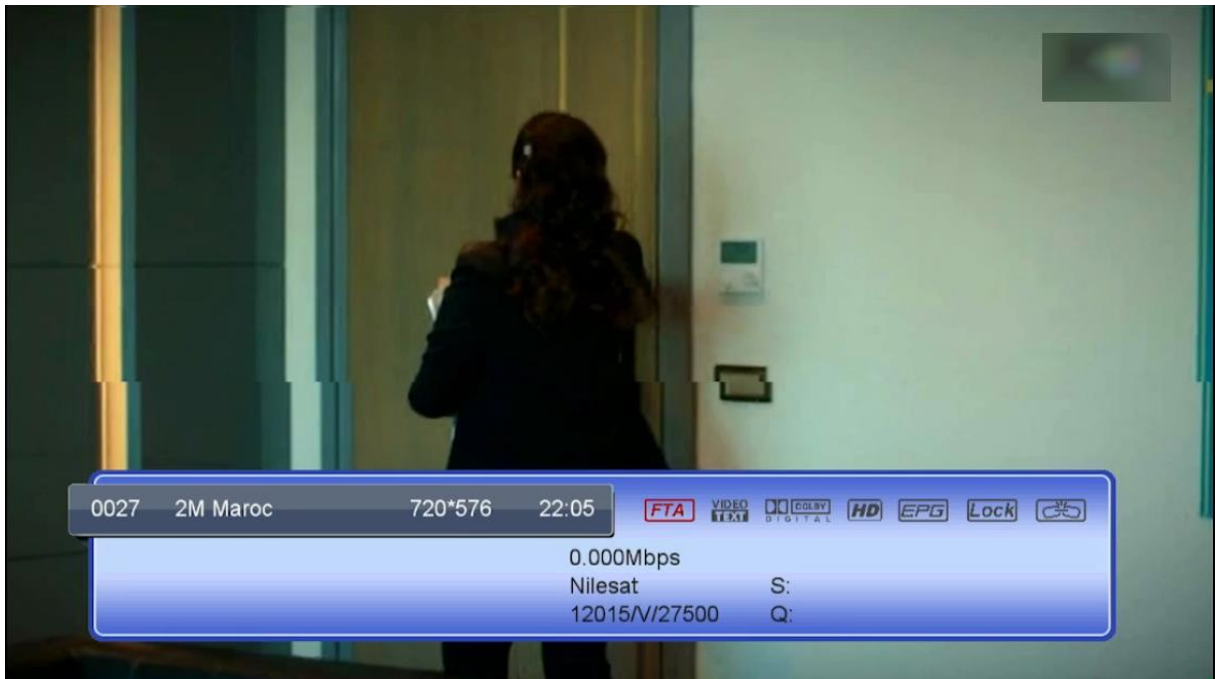 0027 2M Maroc 720*576 22:05 FTA VIDEO TEXT DOLBY DIGITAL HD EPG Lock
0.000Mbps
Nilesat S:
12015/V/27500 Q: